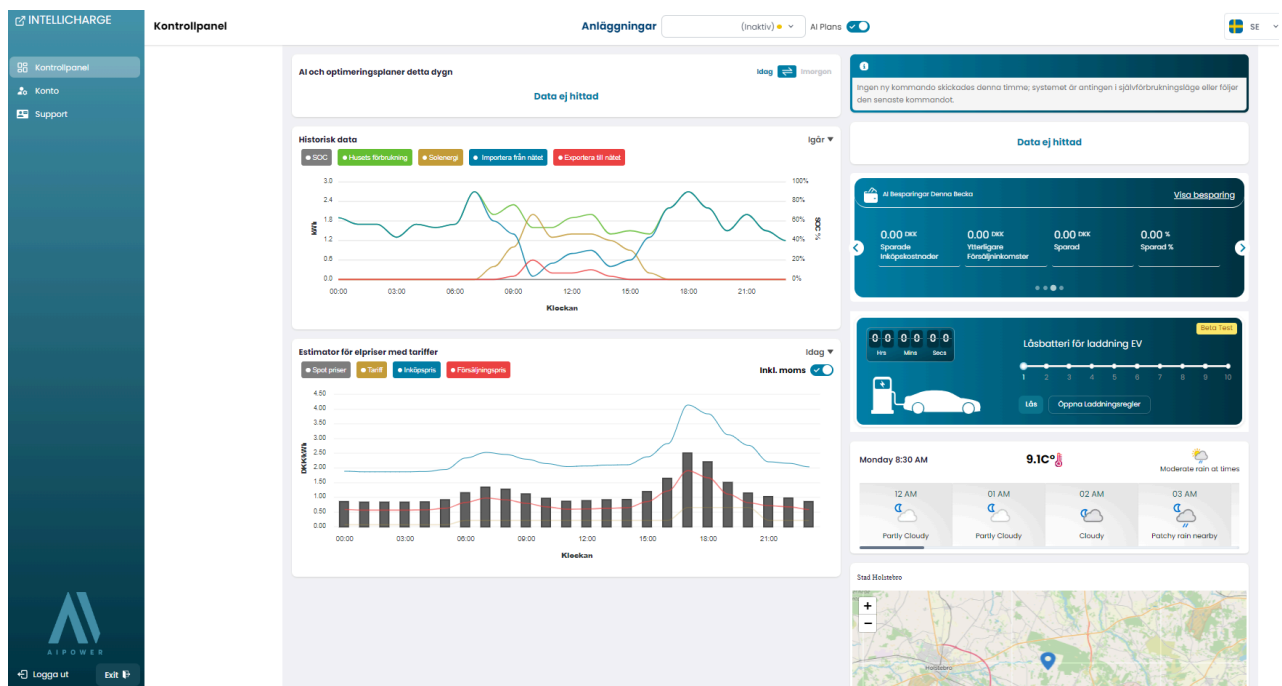 INTELLICHARGE
Kontrollpanel
Konto
Support
AIPOWER
Logga ut
Exit
Kontrollpanel
Anläggningar
(Inaktiv)
AI Plans
SE
AI och optimeringsplaner detta dygn
Idag
Imorgon
Data ej hittad
Historisk data
Igår ▼
SOC
Husets förbrukning
Solenergi
Importera från nätet
Exportera till nätet
kWh
3.0
2.4
1.8
1.2
0.6
0.0
100%
80%
60%
40%
20%
0%
SOC %
00:00 03:00 06:00 09:00 12:00 15:00 18:00 21:00
Klockan
Estimator för elpriser med tariffer
Idag ▼
Spot priser
Tariff
Inköpspris
Försäljningspris
Inkl. moms
DKK/kWh
4.50
4.00
3.50
3.00
2.50
2.00
1.50
1.00
0.50
0.00
00:00 03:00 06:00 09:00 12:00 15:00 18:00 21:00
Klockan
Ingen ny kommando skickades denna timme; systemet är antingen i självförbrukningsläge eller följer
den senaste kommandot.
Data ej hittad
AI Besparingar Denna Becka
Visa besparing
0.00 DKK
Sparade
Inköpskostnader
0.00 DKK
Ytterligare
Försäljninkomster
0.00 DKK
Sparad
0.00 %
Sparad %
Beta Test
00 00 00
Hrs Mins Secs
Låsbatteri för laddning EV
1 2 3 4 5 6 7 8 9 10
Lås
Öppna Laddningsregler
Monday 8:30 AM
9.1C°
Moderate rain at times
12 AM
Partly Cloudy
01 AM
Partly Cloudy
02 AM
Cloudy
03 AM
Patchy rain nearby
Stad Holstebro
+
−
Holstebro